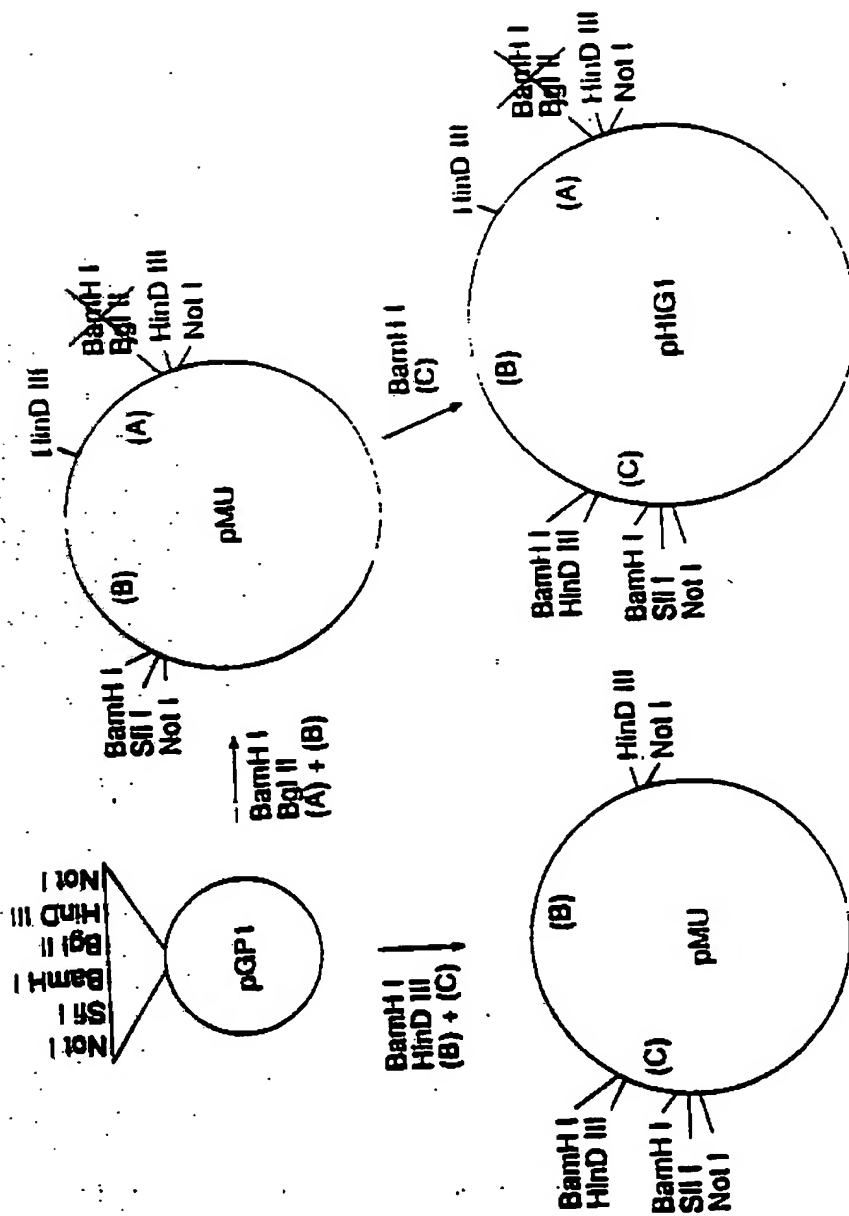 Not I
Sfi I
BamH I
Bgl II
HinD III
Not I
pGP1
BamH I
Bgl II
(A) + (B)
BamH I
HinD III
(B) + (C)
HinD III
BamH I
Bgl II
HinD III
Not I
(A)
(B)
pMU
BamH I
Sfi I
Not I
BamH I
(C)
BamH I
HinD III
(C)
(B)
pMU
BamH I
Sfi I
Not I
HinD III
Not I
HinD III
BamH I
Bgl II
HinD III
Not I
(A)
(B)
pHIG1
BamH I
HinD III
(C)
BamH I
Sfi I
Not I